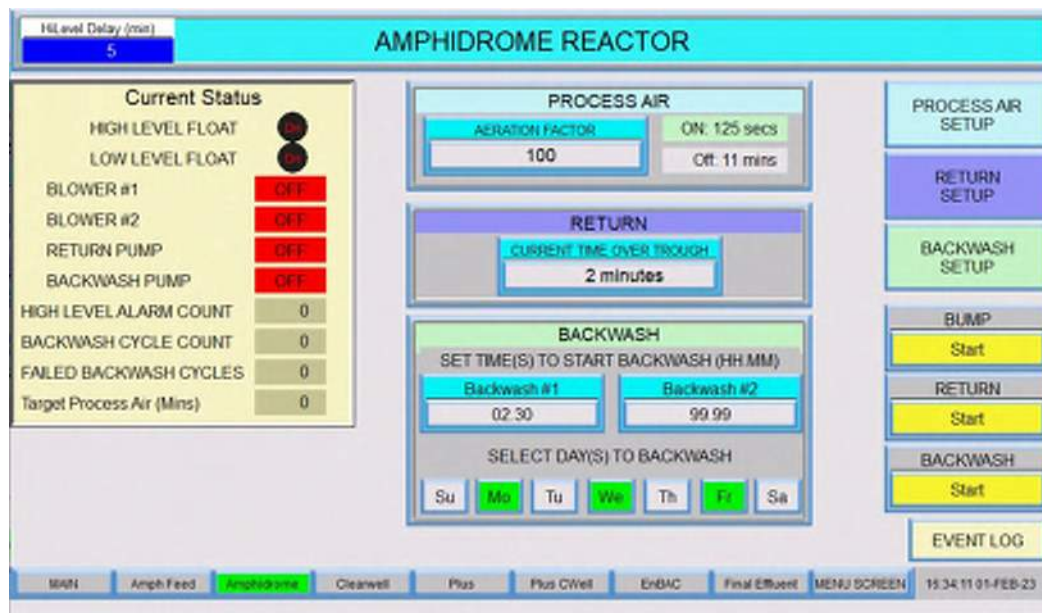 HiLevel Delay (min)
5
AMPHIDROME REACTOR
Current Status
HIGH LEVEL FLOAT On
LOW LEVEL FLOAT On
BLOWER #1 OFF
BLOWER #2 OFF
RETURN PUMP OFF
BACKWASH PUMP OFF
HIGH LEVEL ALARM COUNT 0
BACKWASH CYCLE COUNT 0
FAILED BACKWASH CYCLES 0
Target Process Air (Mins) 0
PROCESS AIR
AERATION FACTOR
100
ON: 125 secs
Off: 11 mins
RETURN
CURRENT TIME OVER TROUGH
2 minutes
BACKWASH
SET TIME(S) TO START BACKWASH (HH.MM)
Backwash #1 Backwash #2
02.30 99.99
SELECT DAY(S) TO BACKWASH
Su Mo Tu We Th Fr Sa
PROCESS AIR
SETUP
RETURN
SETUP
BACKWASH
SETUP
BUMP
Start
RETURN
Start
BACKWASH
Start
EVENT LOG
MAIN Amph Feed Amphidrome Clearwell Plus Plus CWell EnBAC Final Effluent MENU SCREEN 16:34:11 01-FEB-23